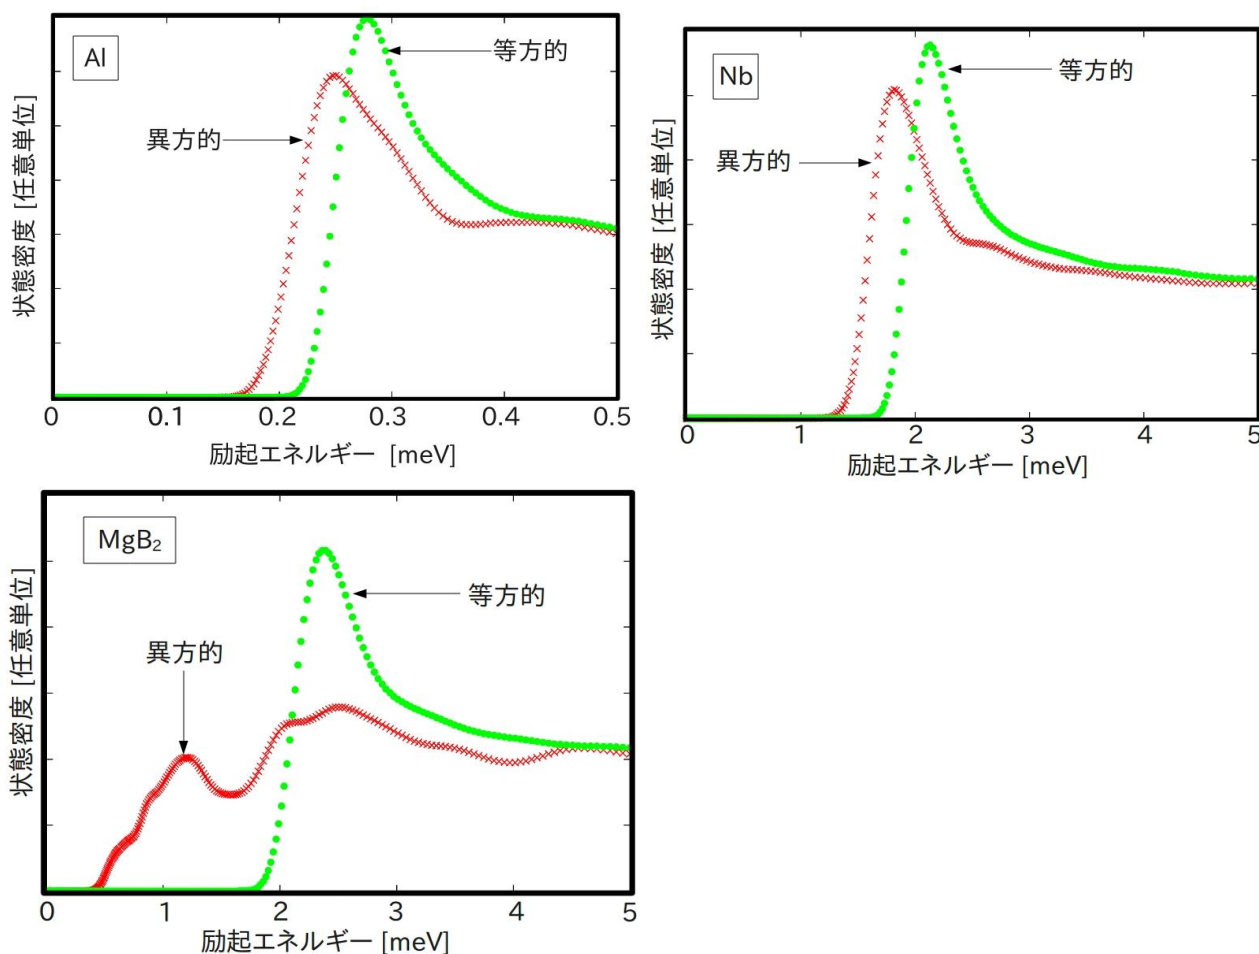 Al
等方的
異方的
状態密度 [任意単位]
0 0.1 0.2 0.3 0.4 0.5
励起エネルギー [meV]
Nb
等方的
異方的
状態密度 [任意単位]
0 1 2 3 4 5
励起エネルギー [meV]
MgB₂
等方的
異方的
状態密度 [任意単位]
0 1 2 3 4 5
励起エネルギー [meV]